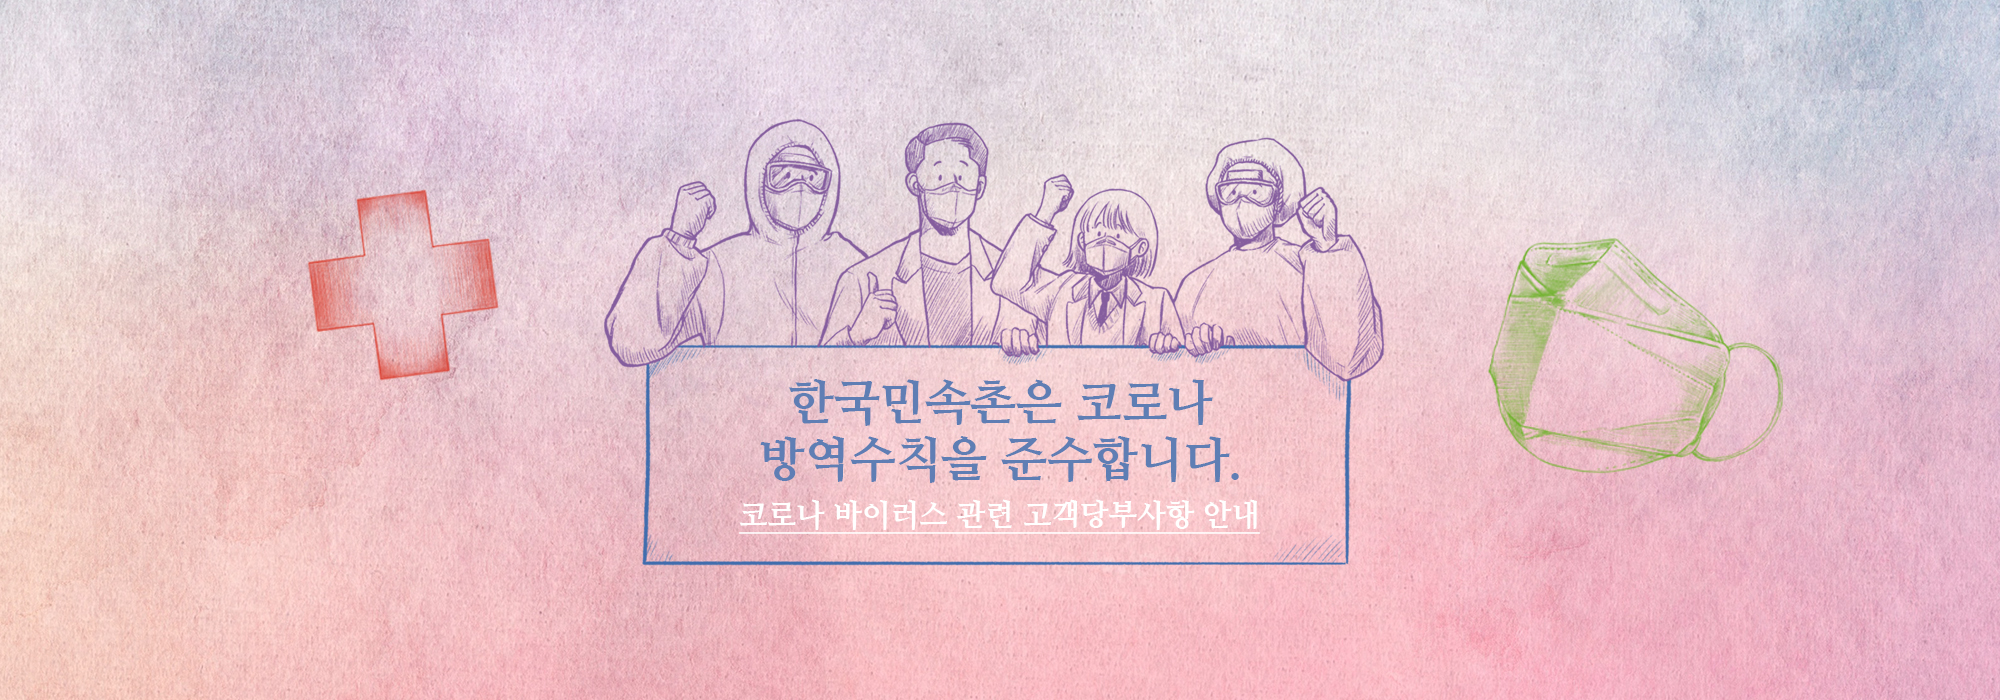 한국민속촌은 코로나
방역수칙을 준수합니다.
코로나 바이러스 관련 고객당부사항 안내